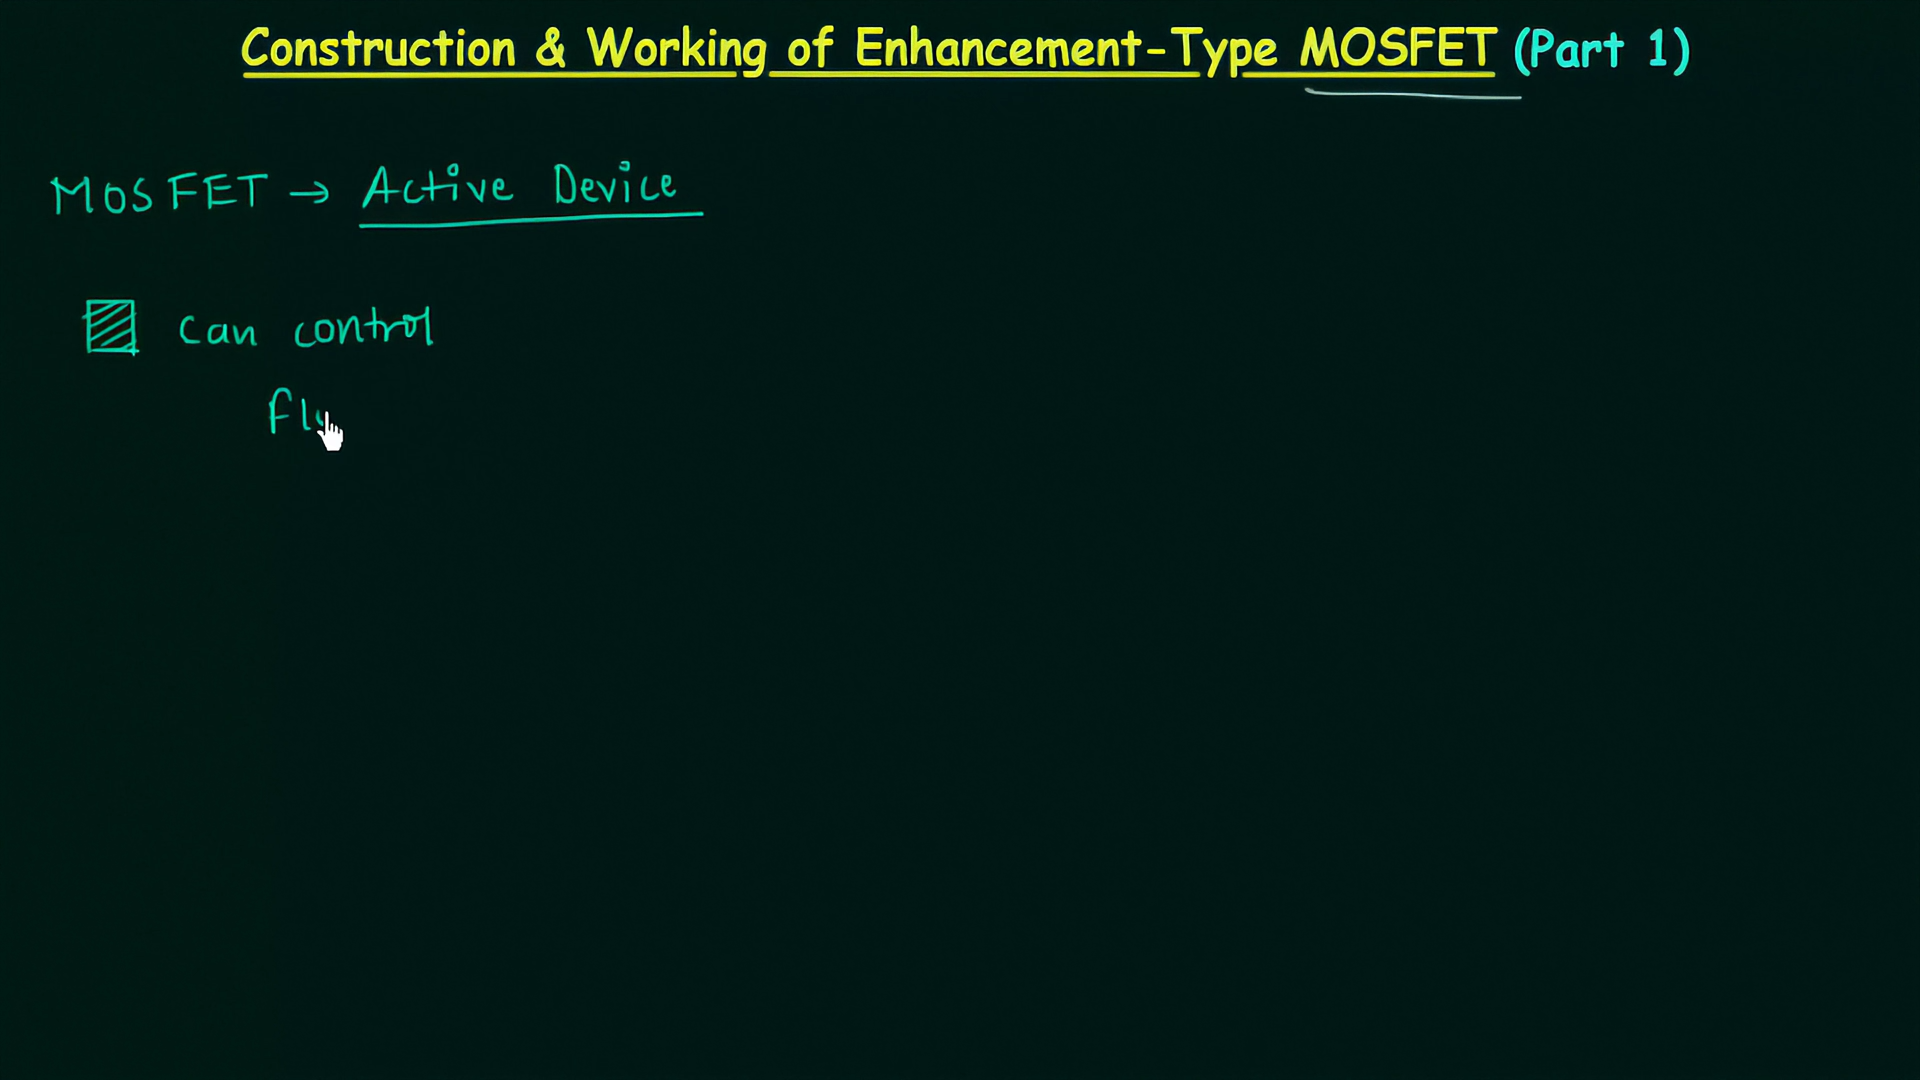 Construction & Working of Enhancement-Type MOSFET (Part 1)
MOSFET → Active Device
can control